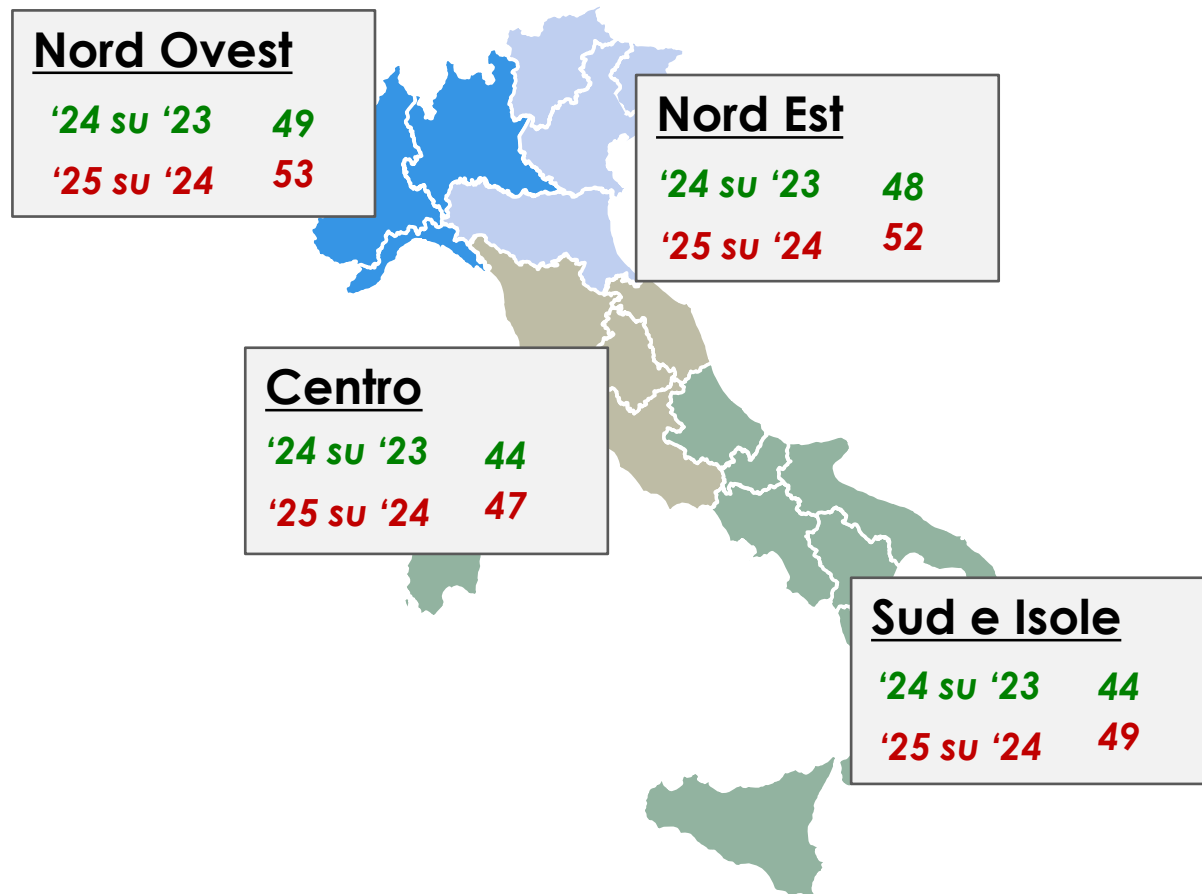 Nord Ovest
‘24 su ‘23 49
‘25 su ‘24 53
Nord Est
‘24 su ‘23 48
‘25 su ‘24 52
Centro
‘24 su ‘23 44
‘25 su ‘24 47
Sud e Isole
‘24 su ‘23 44
‘25 su ‘24 49